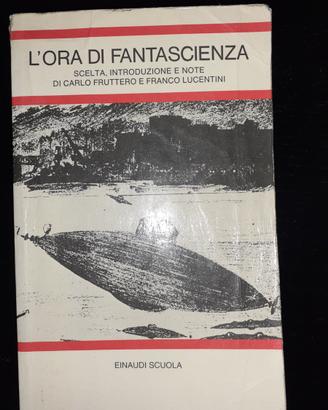 L'ORA DI FANTASCIENZA
SCELTA, INTRODUZIONE E NOTE
DI CARLO FRUTTERO E FRANCO LUCENTINI
EINAUDI SCUOLA